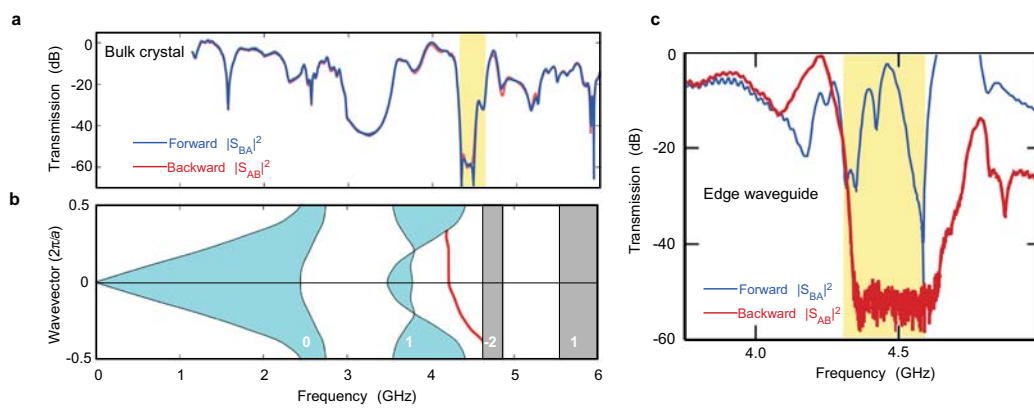 a
Bulk crystal
Transmission (dB)
0
-20
-40
-60
Forward |S_BA|²
Backward |S_AB|²
b
Wavevector (2π/a)
0.5
0
-0.5
0
1
-2
1
0
1
2
3
4
5
6
Frequency (GHz)
c
Transmission (dB)
0
-20
-40
-60
Edge waveguide
Forward |S_BA|²
Backward |S_AB|²
4.0
4.5
Frequency (GHz)